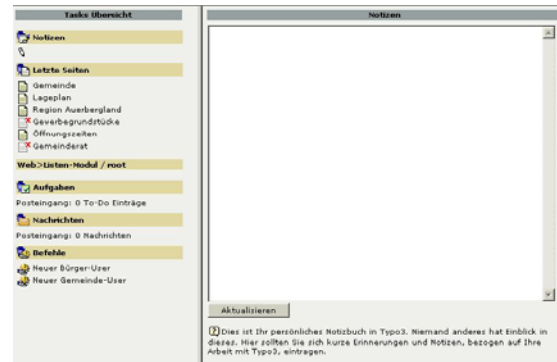 Tasks Übersicht
Notizen
Letzte Seiten
Gemeinde
Lageplan
Region Auerbergland
Gewerbegrundstücke
Öffnungszeiten
Gemeinderat
Web>Listen-Modul / root
Aufgaben
Posteingang: 0 To-Do Einträge
Nachrichten
Posteingang: 0 Nachrichten
Befehle
Neuer Bürger-User
Neuer Gemeinde-User
Notizen
Aktualisieren
Dies ist Ihr persönliches Notizbuch in Typo3. Niemand anderes hat Einblick in
dieses. Hier sollten Sie sich kurze Erinnerungen und Notizen, bezogen auf Ihre
Arbeit mit Typo3, eintragen.